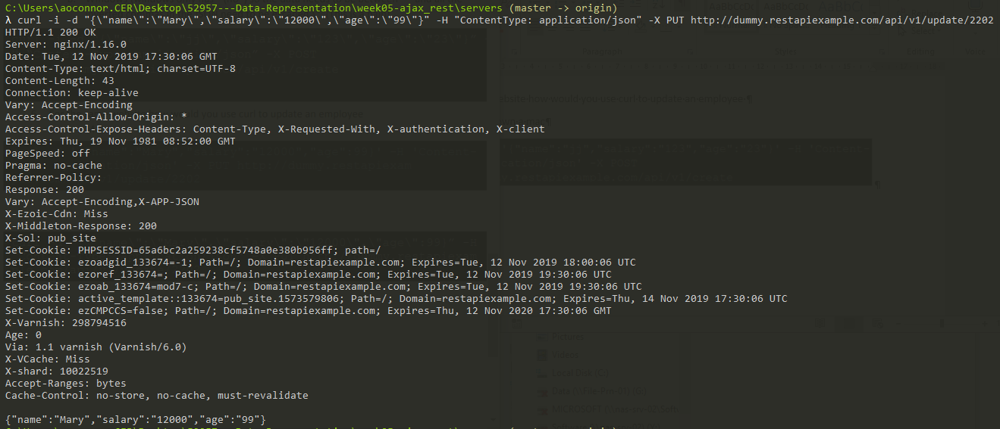 C:\Users\aoconnor.CER\Desktop\52957---Data-Representation\week05-ajax_rest\servers (master -> origin)
λ curl -i -d "{\"name\":\"Mary\",\"salary\":\"12000\",\"age\":\"99\"}" -H "ContentType: application/json" -X PUT http://dummy.restapiexample.com/api/v1/update/2202
HTTP/1.1 200 OK
Server: nginx/1.16.0
Date: Tue, 12 Nov 2019 17:30:06 GMT
Content-Type: text/html; charset=UTF-8
Content-Length: 43
Connection: keep-alive
Vary: Accept-Encoding
Access-Control-Allow-Origin: *
Access-Control-Expose-Headers: Content-Type, X-Requested-With, X-authentication, X-client
Expires: Thu, 19 Nov 1981 08:52:00 GMT
PageSpeed: off
Pragma: no-cache
Referrer-Policy:
Response: 200
Vary: Accept-Encoding,X-APP-JSON
X-Ezoic-Cdn: Miss
X-Middleton-Response: 200
X-Sol: pub_site
Set-Cookie: PHPSESSID=65a6bc2a259238cf5748a0e380b956ff; path=/
Set-Cookie: ezoadgid_133674=-1; Path=/; Domain=restapiexample.com; Expires=Tue, 12 Nov 2019 18:00:06 UTC
Set-Cookie: ezoref_133674=; Path=/; Domain=restapiexample.com; Expires=Tue, 12 Nov 2019 19:30:06 UTC
Set-Cookie: ezoab_133674=mod7-c; Path=/; Domain=restapiexample.com; Expires=Tue, 12 Nov 2019 19:30:06 UTC
Set-Cookie: active_template::133674=pub_site.1573579806; Path=/; Domain=restapiexample.com; Expires=Thu, 14 Nov 2019 17:30:06 UTC
Set-Cookie: ezCMPCCS=false; Path=/; Domain=restapiexample.com; Expires=Thu, 12 Nov 2020 17:30:06 GMT
X-Varnish: 298794516
Age: 0
Via: 1.1 varnish (Varnish/6.0)
X-VCache: Miss
X-shard: 10022519
Accept-Ranges: bytes
Cache-Control: no-store, no-cache, must-revalidate
{"name":"Mary","salary":"12000","age":"99"}